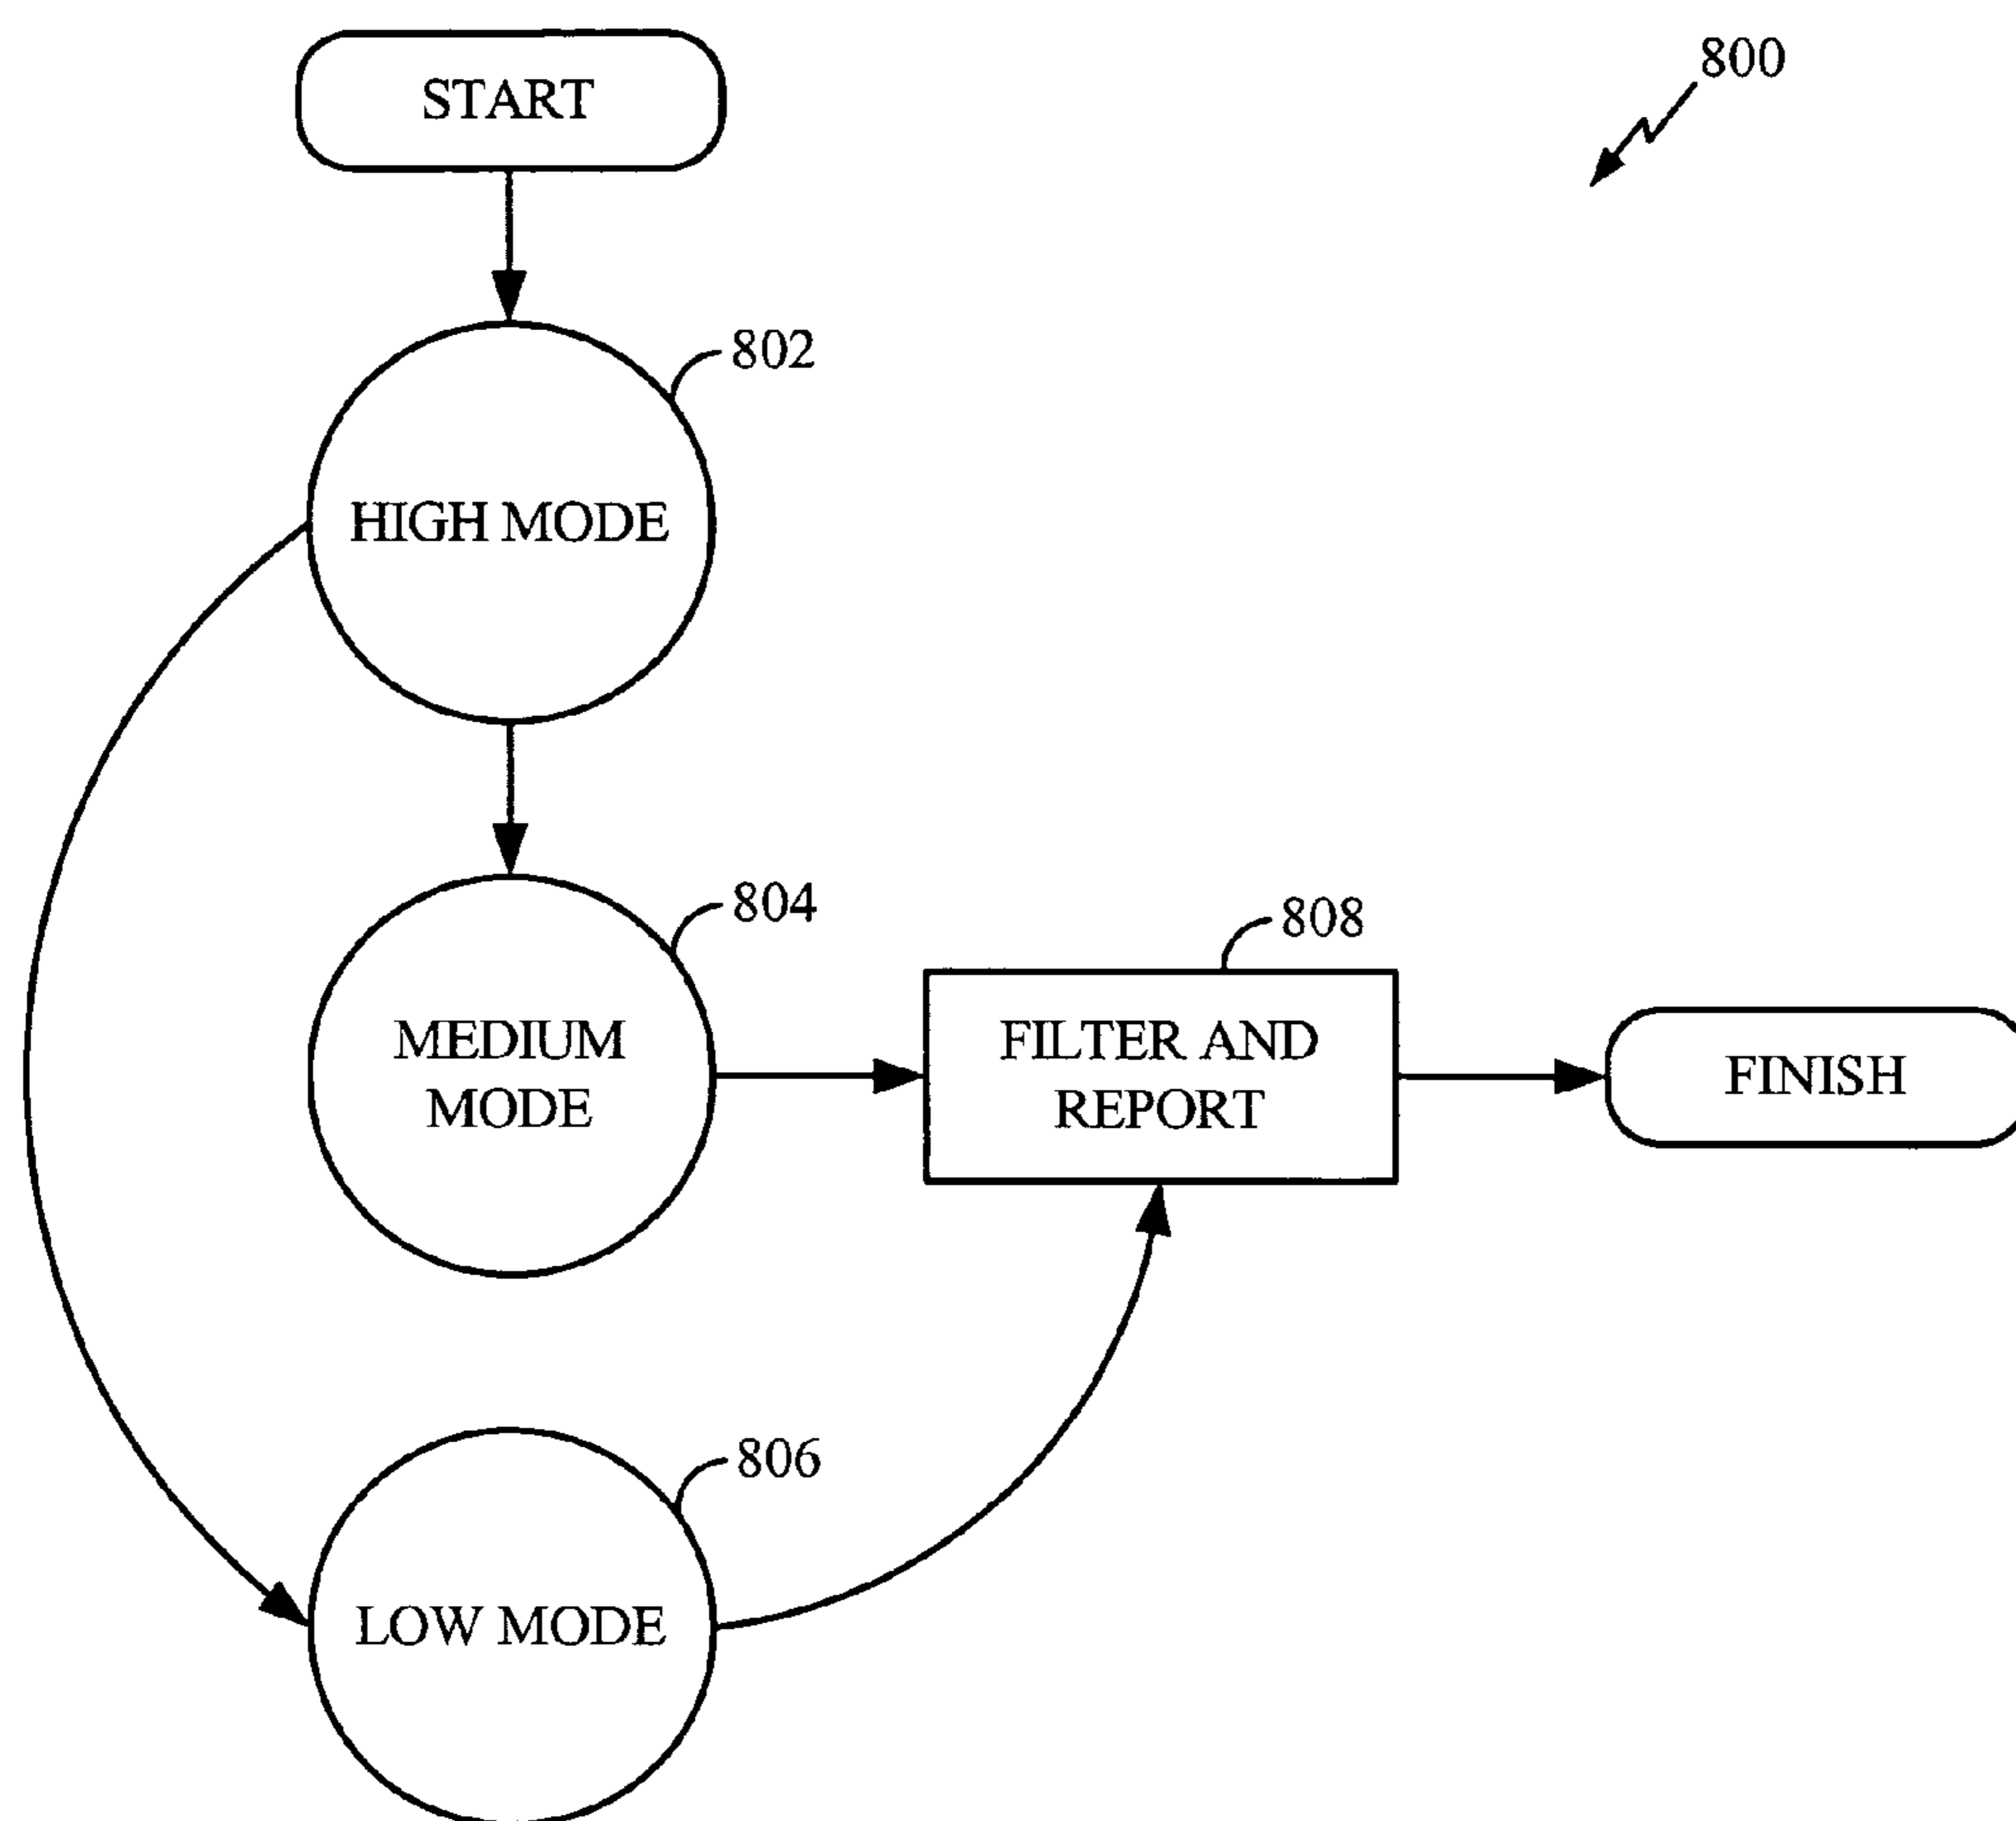 START
800
802
HIGH MODE
804
MEDIUM
MODE
808
FILTER AND
REPORT
FINISH
806
LOW MODE